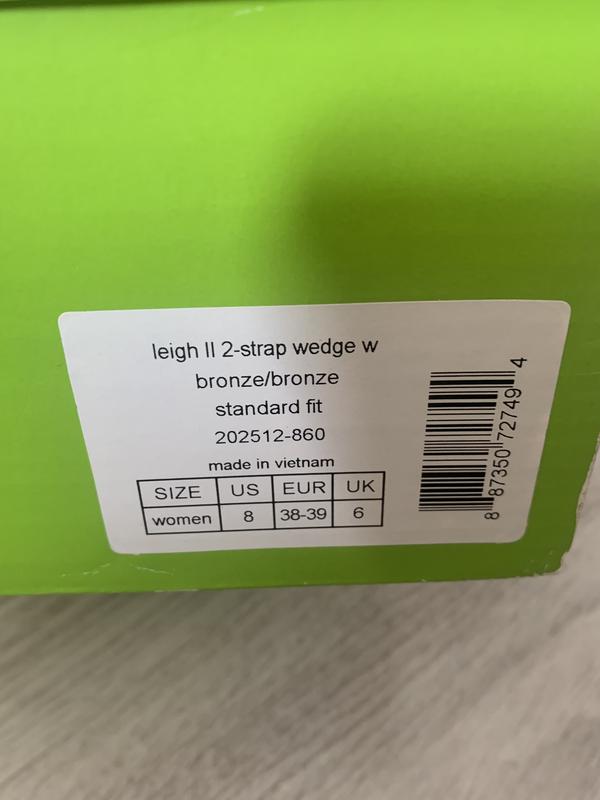 leigh II 2-strap wedge w
bronze/bronze
standard fit
202512-860
made in vietnam
SIZE US EUR UK
women 8 38-39 6
8 87350 72749 4